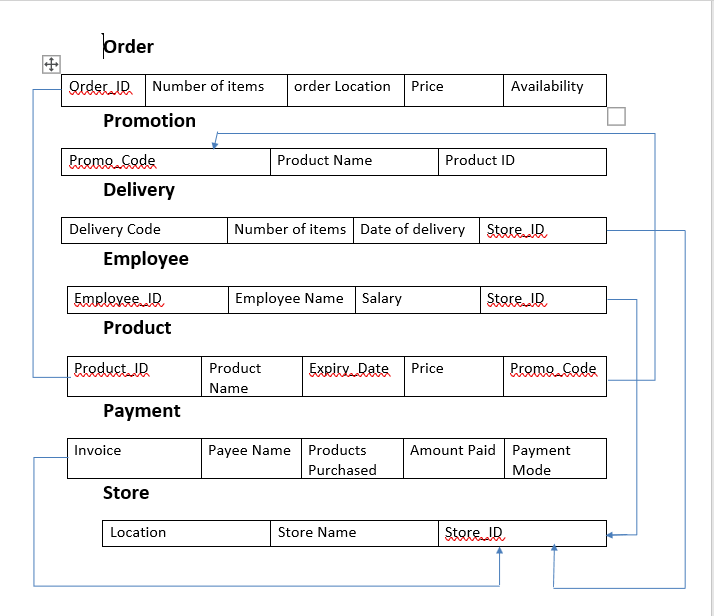 Order
Order_ID Number of items order Location Price Availability
Promotion
Promo_Code Product Name Product ID
Delivery
Delivery Code Number of items Date of delivery Store_ID
Employee
Employee_ID Employee Name Salary Store_ID
Product
Product_ID Product Expiry_Date Price Promo_Code
Name
Payment
Invoice Payee Name Products Amount Paid Payment
Purchased Mode
Store
Location Store Name Store_ID